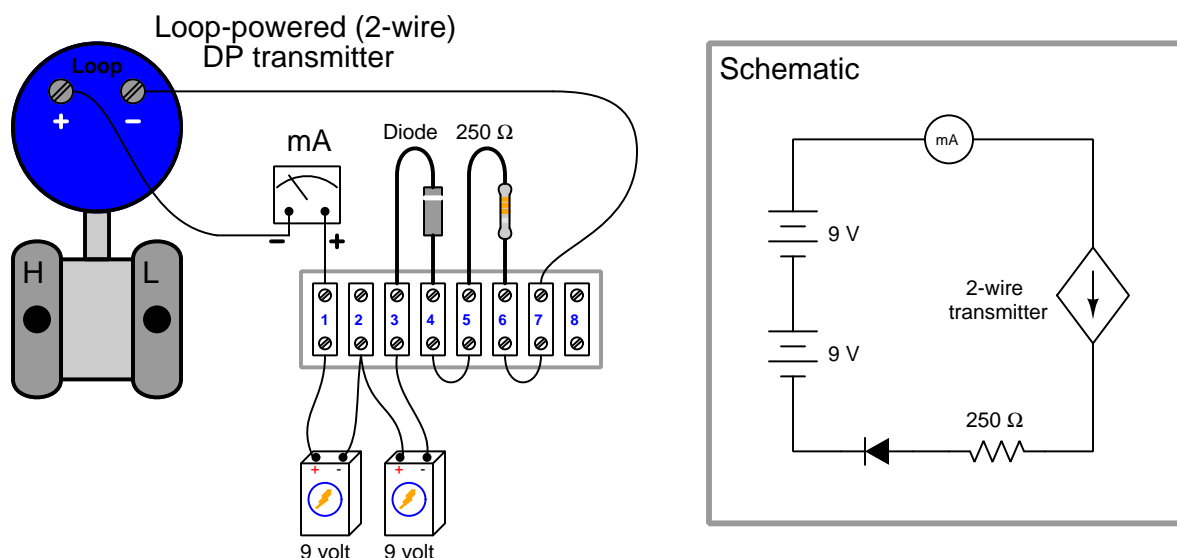 Loop-powered (2-wire)
DP transmitter
Loop
+ −
mA
− +
Diode
250 Ω
H
L
1 2 3 4 5 6 7 8
+ -
+ -
9 volt
9 volt
Schematic
mA
9 V
9 V
2-wire
transmitter
250 Ω